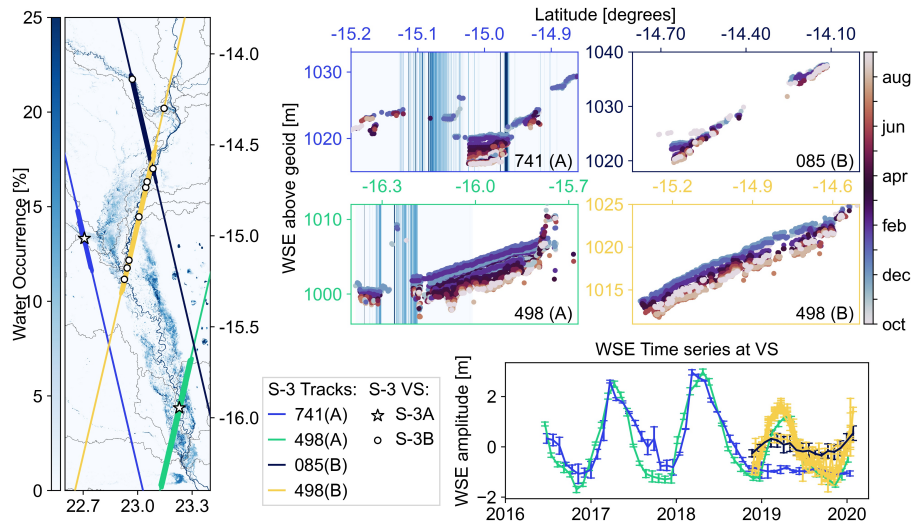 Latitude [degrees]
-15.2 -15.1 -15.0 -14.9
-14.70 -14.40 -14.10
25
20
15
10
5
0
Water Occurrence [%]
-14.0
-14.5
-15.0
-15.5
-16.0
22.7 23.0 23.3
WSE above geoid [m]
1030
1020
741 (A)
1040
1030
1020
085 (B)
-16.3 -16.0 -15.7
1010
1000
498 (A)
-15.2 -14.9 -14.6
1025
1020
1015
498 (B)
aug
jun
apr
feb
dec
oct
S-3 Tracks: S-3 VS:
741(A) S-3A
498(A) S-3B
085(B)
498(B)
WSE Time series at VS
WSE amplitude [m]
2
0
−2
2016 2017 2018 2019 2020